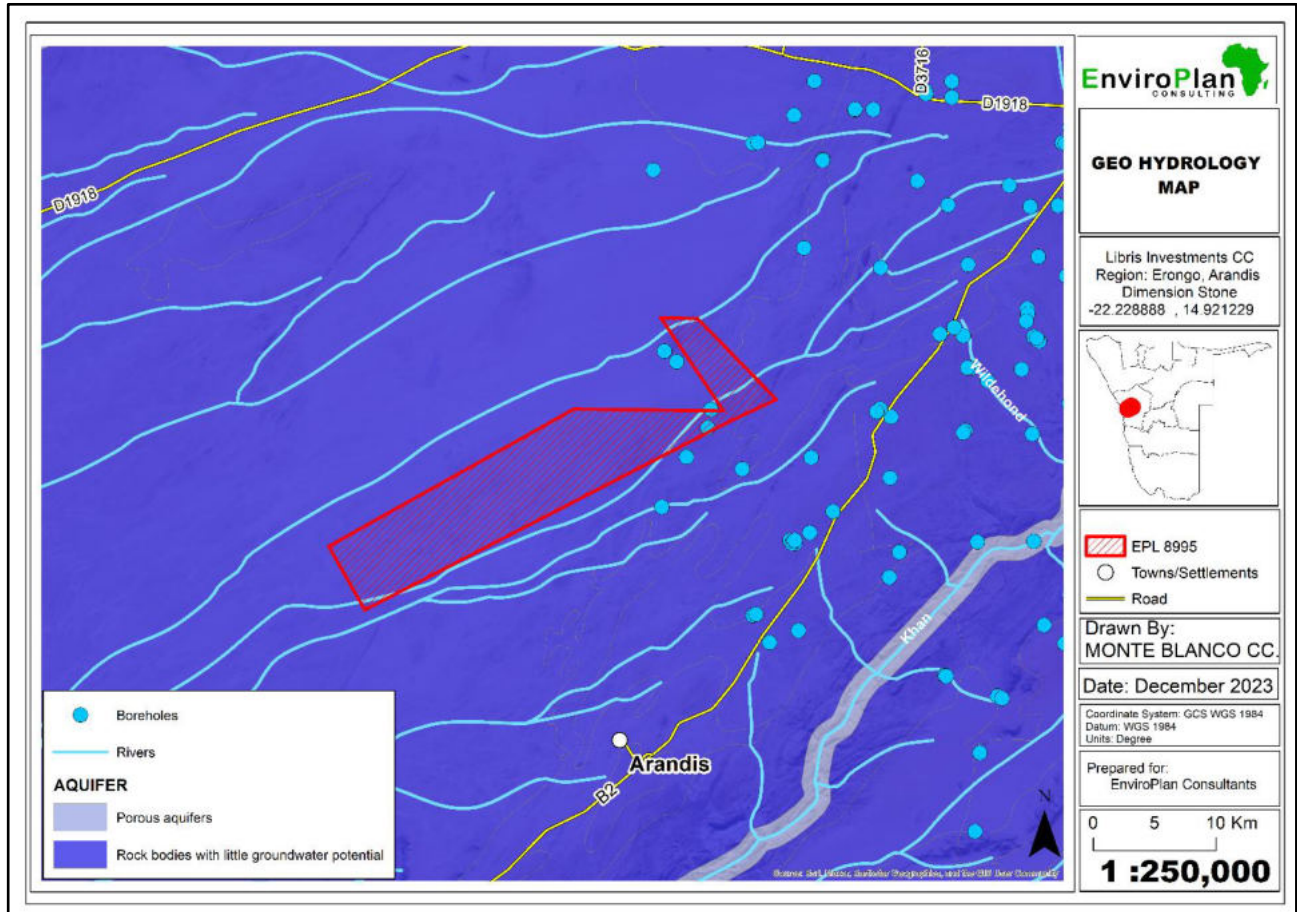 D3716
D1918
D1918
Wildehond
Khan
Arandis
B2
N
Boreholes
Rivers
AQUIFER
Porous aquifers
Rock bodies with little groundwater potential
EnviroPlan
CONSULTING
GEO HYDROLOGY
MAP
Libris Investments CC
Region: Erongo, Arandis
Dimension Stone
-22.228888 , 14.921229
EPL 8995
Towns/Settlements
Road
Drawn By:
MONTE BLANCO CC.
Date: December 2023
Coordinate System: GCS WGS 1984
Datum: WGS 1984
Units: Degree
Prepared for:
EnviroPlan Consultants
0 5 10 Km
1 :250,000